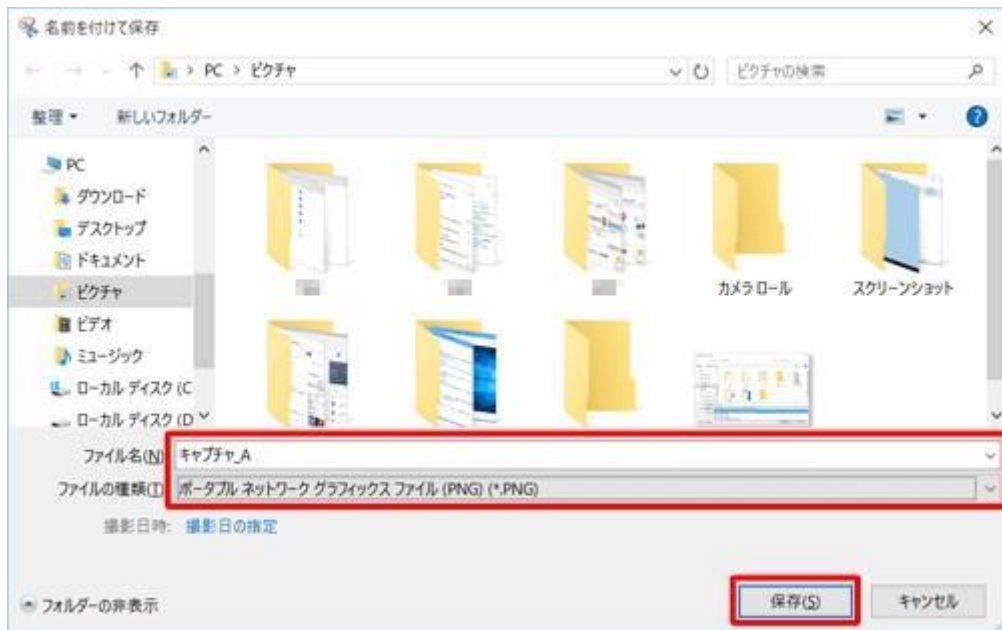 名前を付けて保存
PC > ピクチャ
ピクチャの検索
整理
新しいフォルダー
PC
ダウンロード
デスクトップ
ドキュメント
ピクチャ
ビデオ
ミュージック
ローカル ディスク (C
ローカル ディスク (D
カメラ ロール
スクリーンショット
ファイル名(N)
キャプチャ_A
ファイルの種類(T)
ポータブル ネットワーク グラフィックス ファイル (PNG) (*.PNG)
撮影日時: 撮影日の指定
フォルダーの非表示
保存(S)
キャンセル